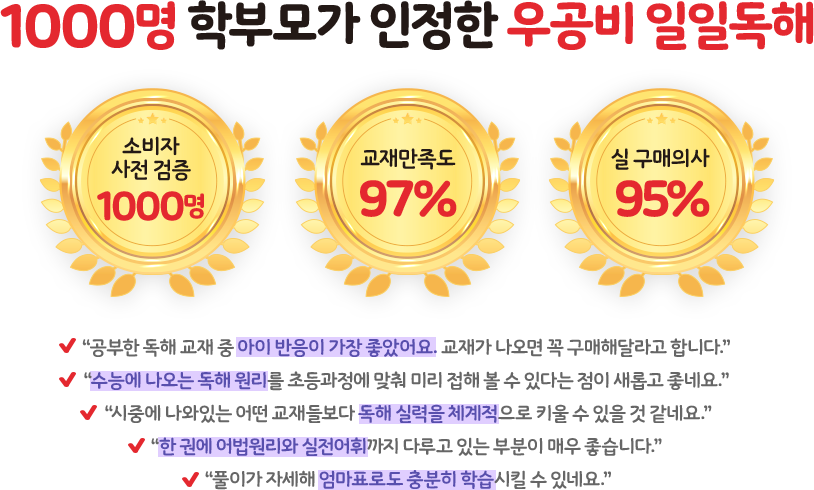 1000명 학부모가 인정한 우공비 일일독해
소비자
사전 검증
1000명
교재만족도
97%
실 구매의사
95%
“공부한 독해 교재 중 아이 반응이 가장 좋았어요. 교재가 나오면 꼭 구매해달라고 합니다.”
“수능에 나오는 독해 원리를 초등과정에 맞춰 미리 접해 볼 수 있다는 점이 새롭고 좋네요.”
“시중에 나와있는 어떤 교재들보다 독해 실력을 체계적으로 키울 수 있을 것 같네요.”
“한 권에 어법원리와 실전어휘까지 다루고 있는 부분이 매우 좋습니다.”
“풀이가 자세해 엄마표로도 충분히 학습시킬 수 있네요.”